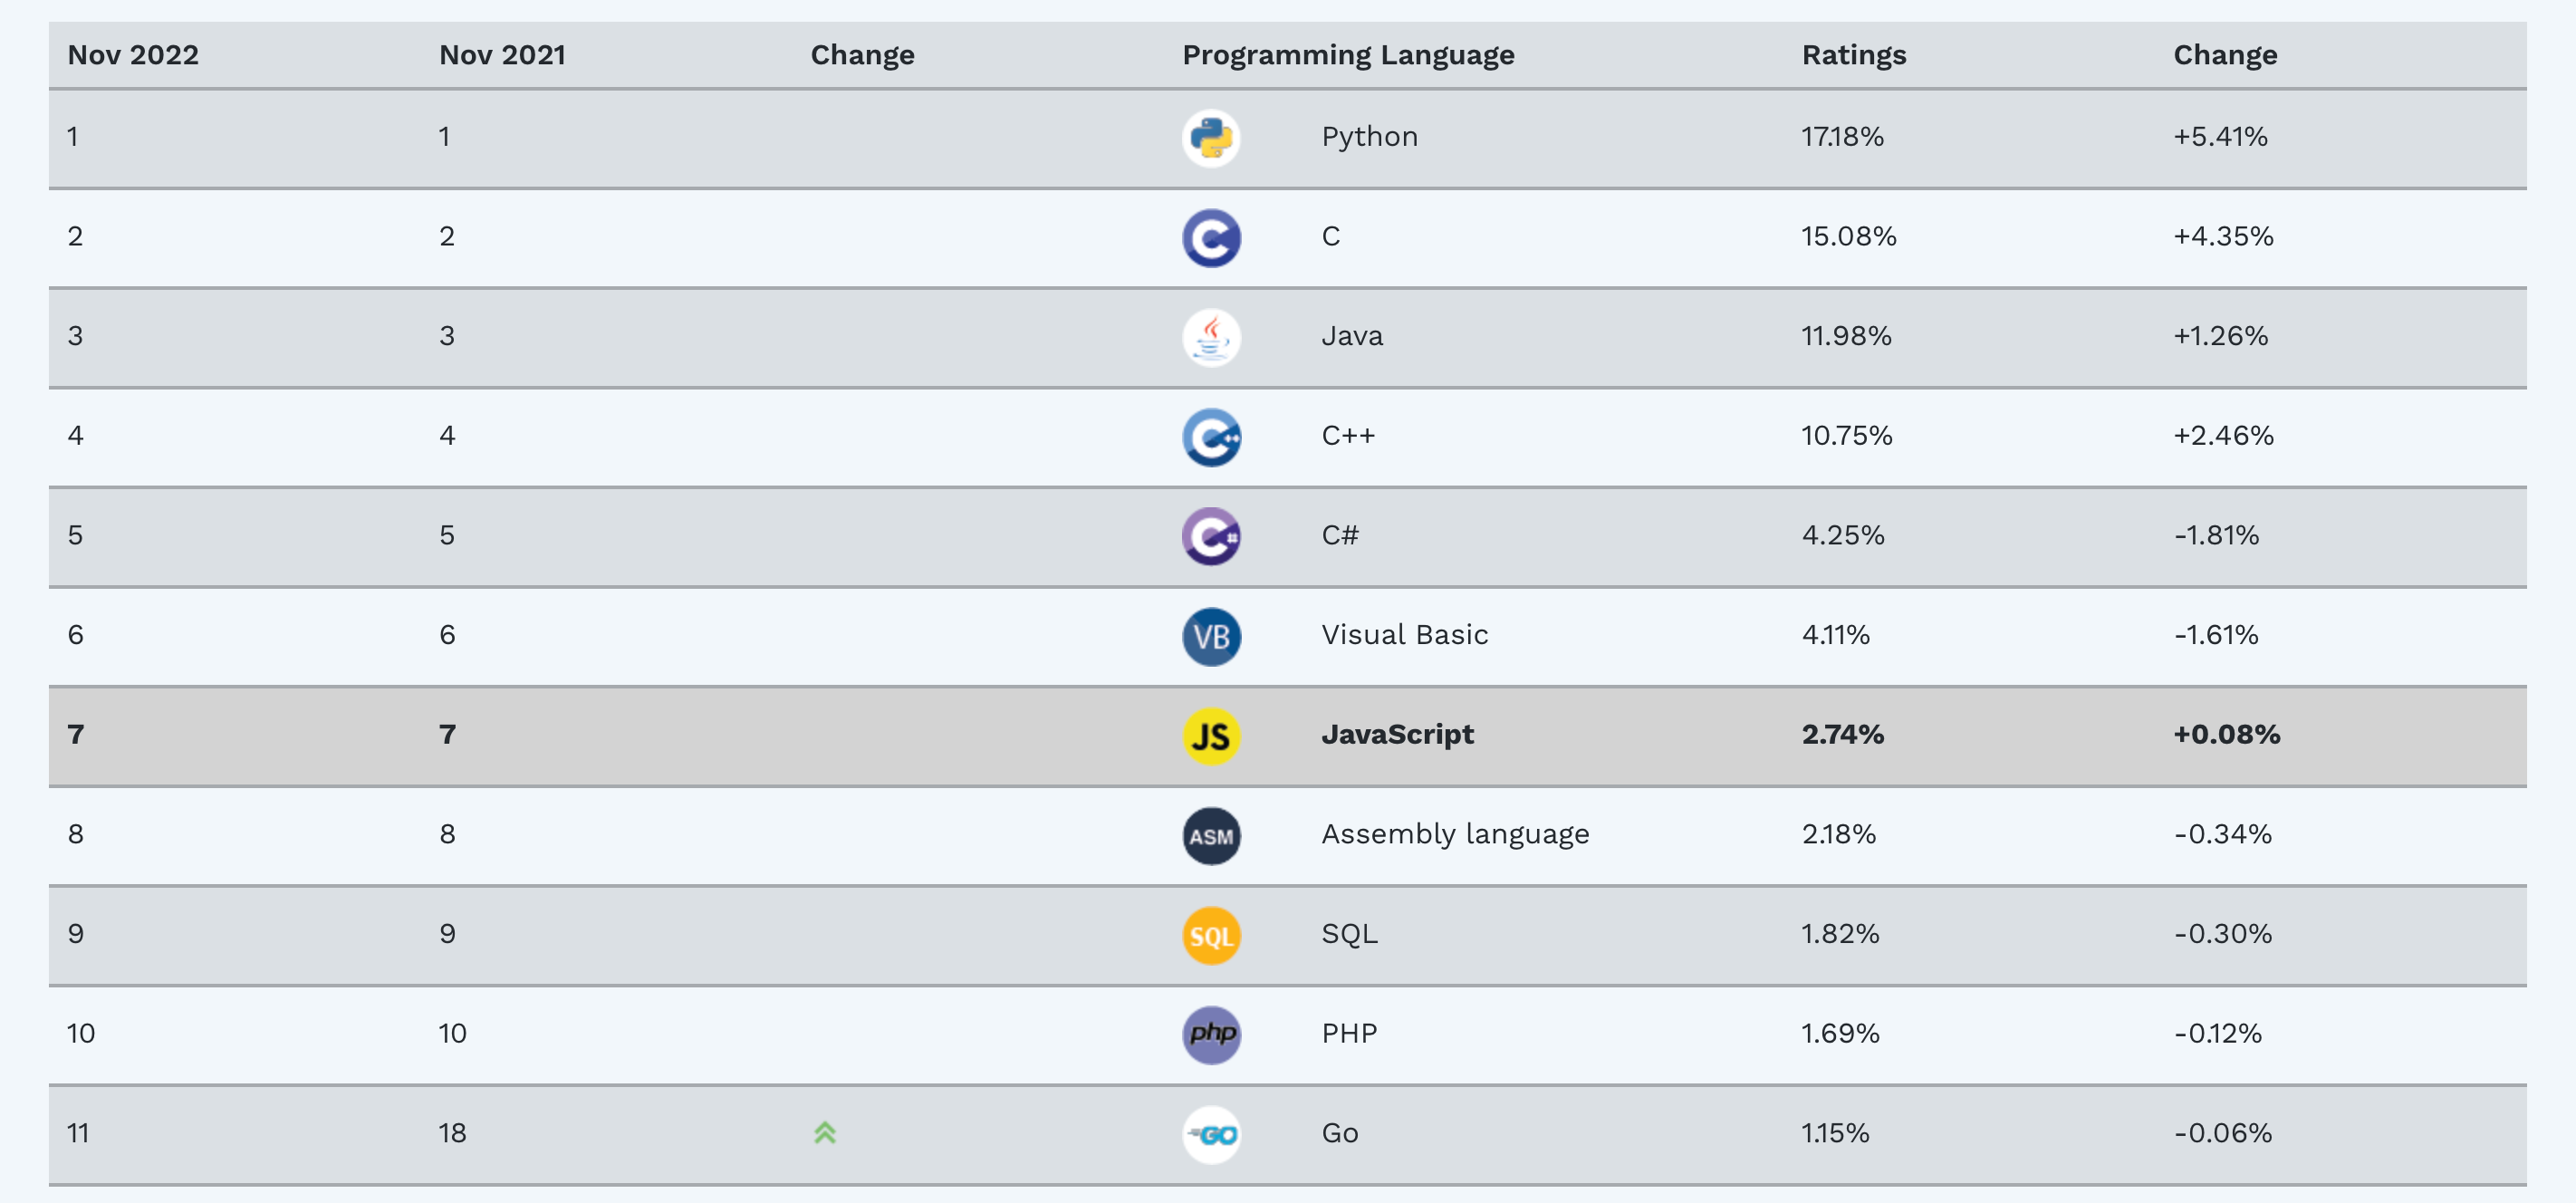 Nov 2022 Nov 2021 Change Programming Language Ratings Change
1 1 Python 17.18% +5.41%
2 2 C C 15.08% +4.35%
3 3 Java 11.98% +1.26%
4 4 C++ C++ 10.75% +2.46%
5 5 C# C# 4.25% -1.81%
6 6 VB Visual Basic 4.11% -1.61%
7 7 JS JavaScript 2.74% +0.08%
8 8 ASM Assembly language 2.18% -0.34%
9 9 SQL SQL 1.82% -0.30%
10 10 php PHP 1.69% -0.12%
11 18 GO Go 1.15% -0.06%